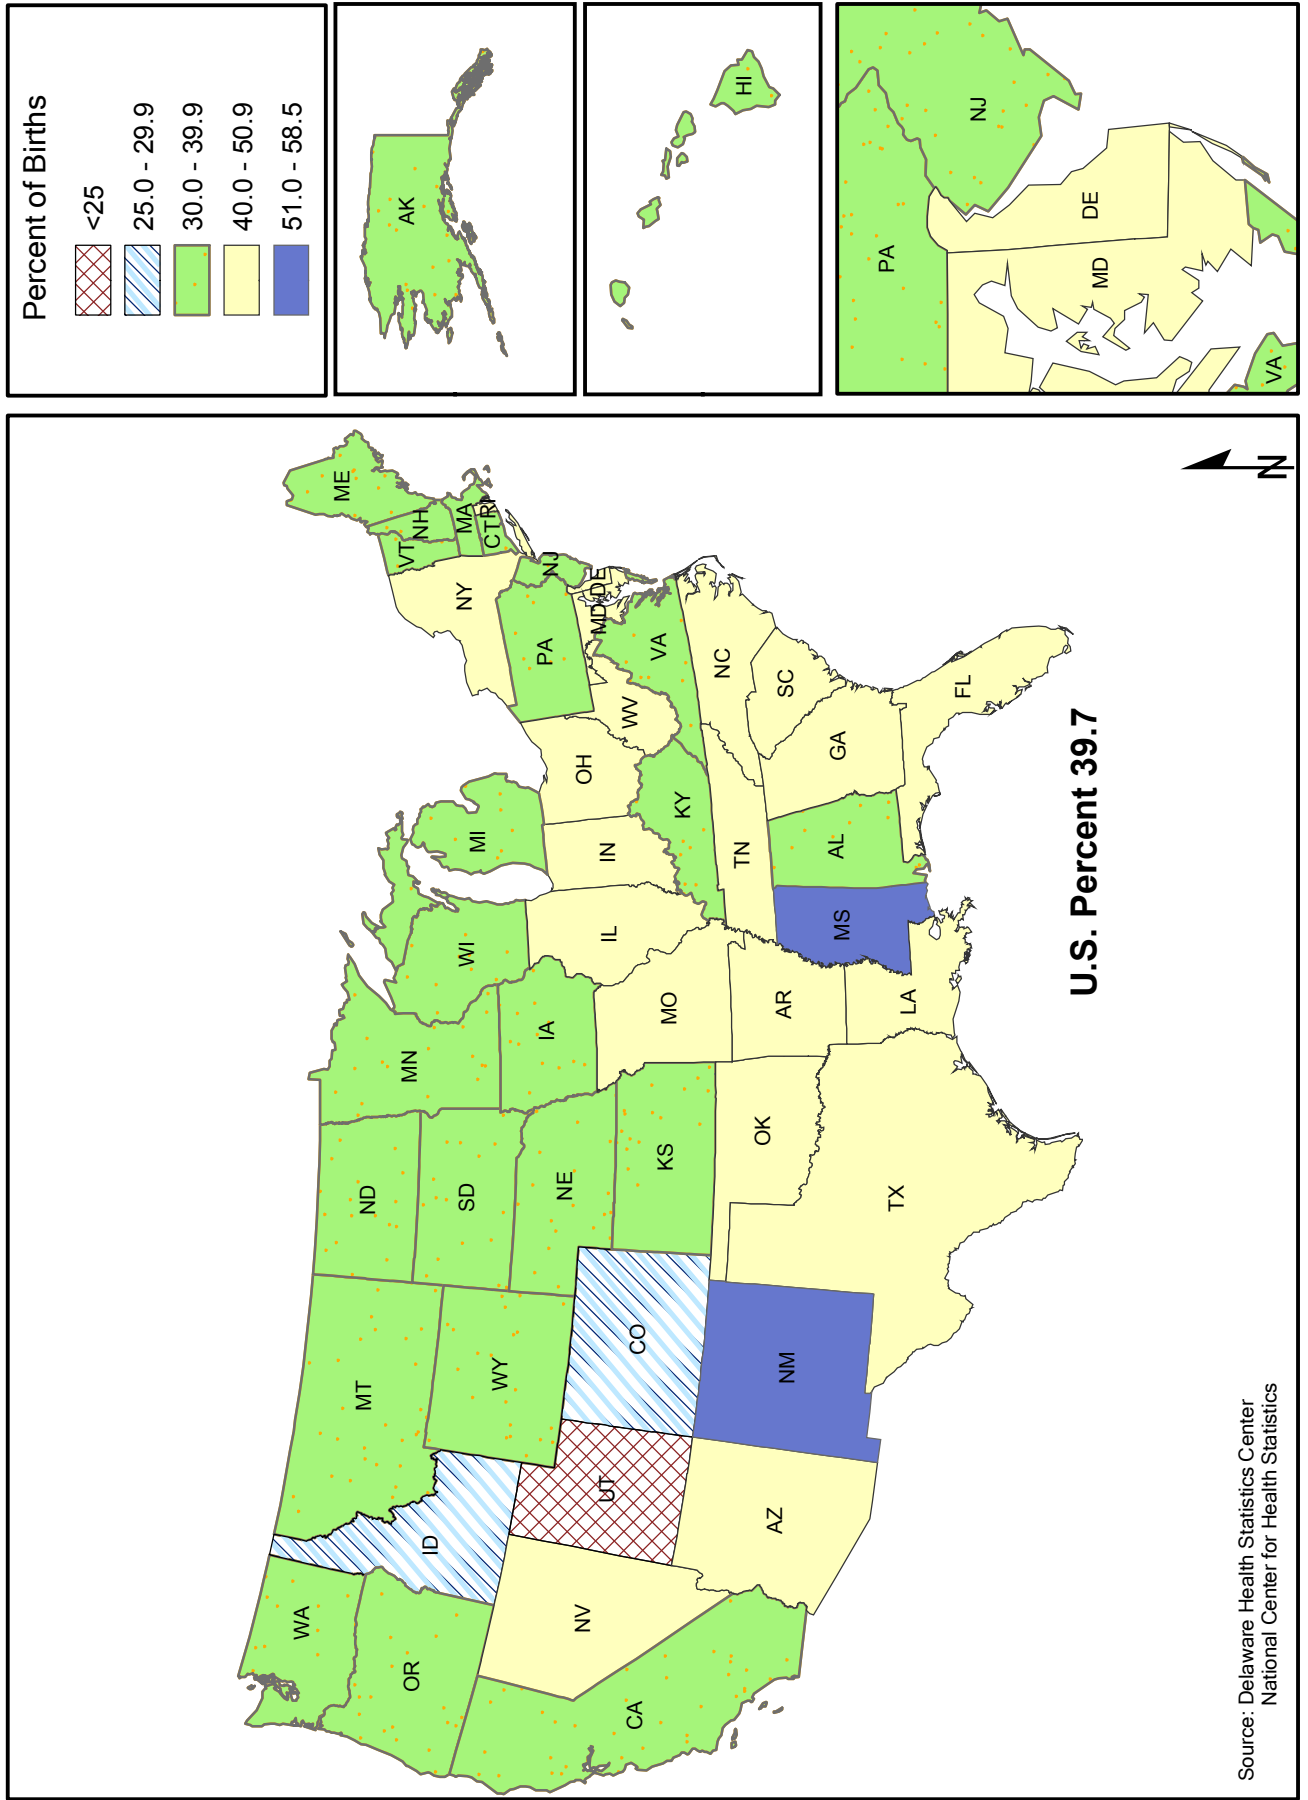 Percent of Births
<25
25.0 - 29.9
30.0 - 39.9
40.0 - 50.9
51.0 - 58.5
AK
HI
PA
NJ
DE
MD
VA
WA
OR
CA
ID
NV
MT
WY
UT
AZ
CO
NM
ND
SD
NE
KS
OK
TX
MN
IA
MO
AR
LA
WI
IL
MS
MI
IN
KY
TN
AL
OH
WV
GA
FL
SC
NC
VA
PA
NY
MD
DE
NJ
VT
NH
ME
MA
CT
RI
U.S. Percent 39.7
N
Source: Delaware Health Statistics Center
National Center for Health Statistics